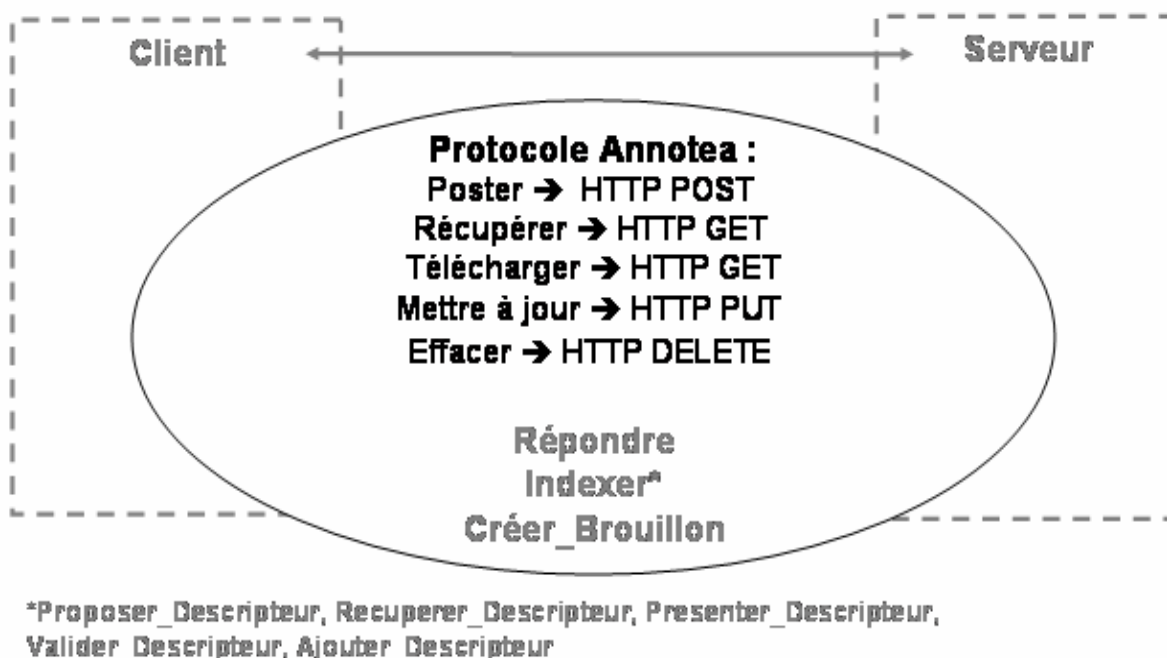 Client
Serveur
Protocole Annotea :
Poster ➔ HTTP POST
Récupérer ➔ HTTP GET
Télécharger ➔ HTTP GET
Mettre à jour ➔ HTTP PUT
Effacer ➔ HTTP DELETE
Répondre
Indexer*
Créer_Brouillon
*Proposer_Descripteur, Recuperer_Descripteur, Presenter_Descripteur,
Valider_Descripteur, Ajouter_Descripteur